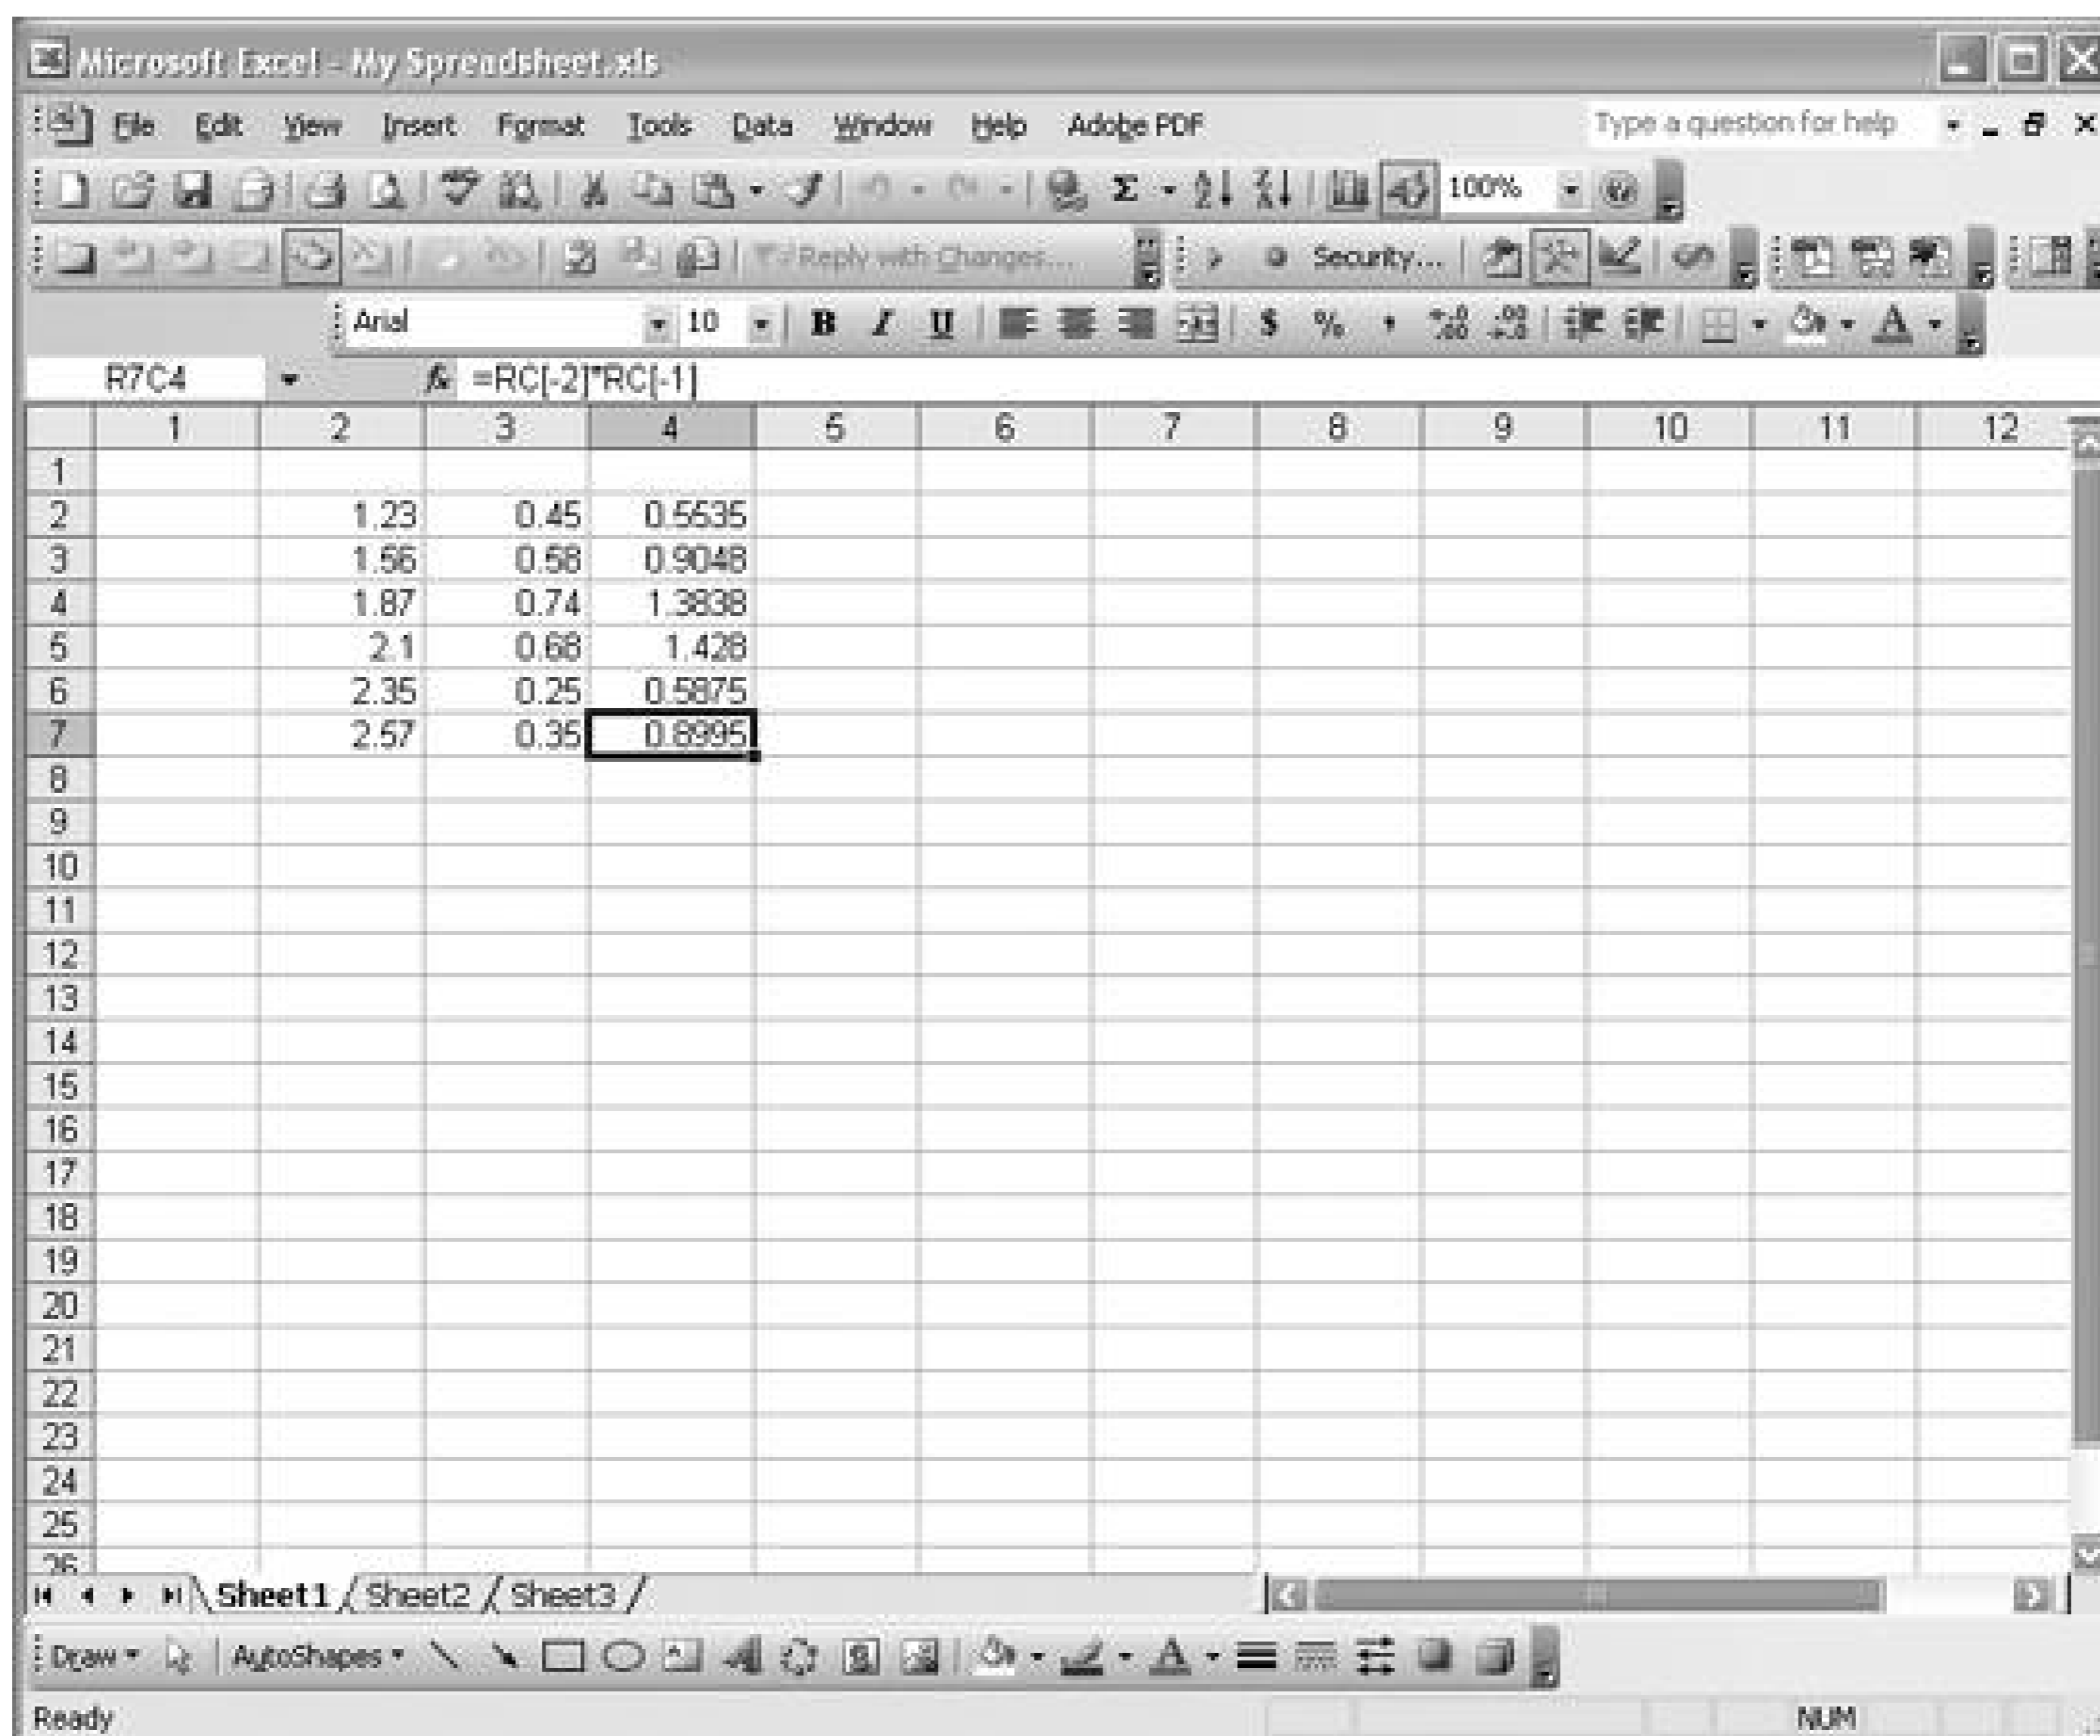 Microsoft Excel - My Spreadsheet.xls
File Edit View Insert Format Tools Data Window Help Adobe PDF Type a question for help
Σ 100%
Reply with Changes... Security...
Arial 10 B I U $ % ,
R7C4 fx =RC[-2]*RC[-1]
1 2 3 4 5 6 7 8 9 10 11 12
1
2 1.23 0.45 0.5535
3 1.56 0.58 0.9048
4 1.87 0.74 1.3838
5 2.1 0.68 1.428
6 2.35 0.25 0.5875
7 2.57 0.35 0.8995
8
9
10
11
12
13
14
15
16
17
18
19
20
21
22
23
24
25
26
Sheet1 Sheet2 Sheet3
Draw AutoShapes A
Ready NUM